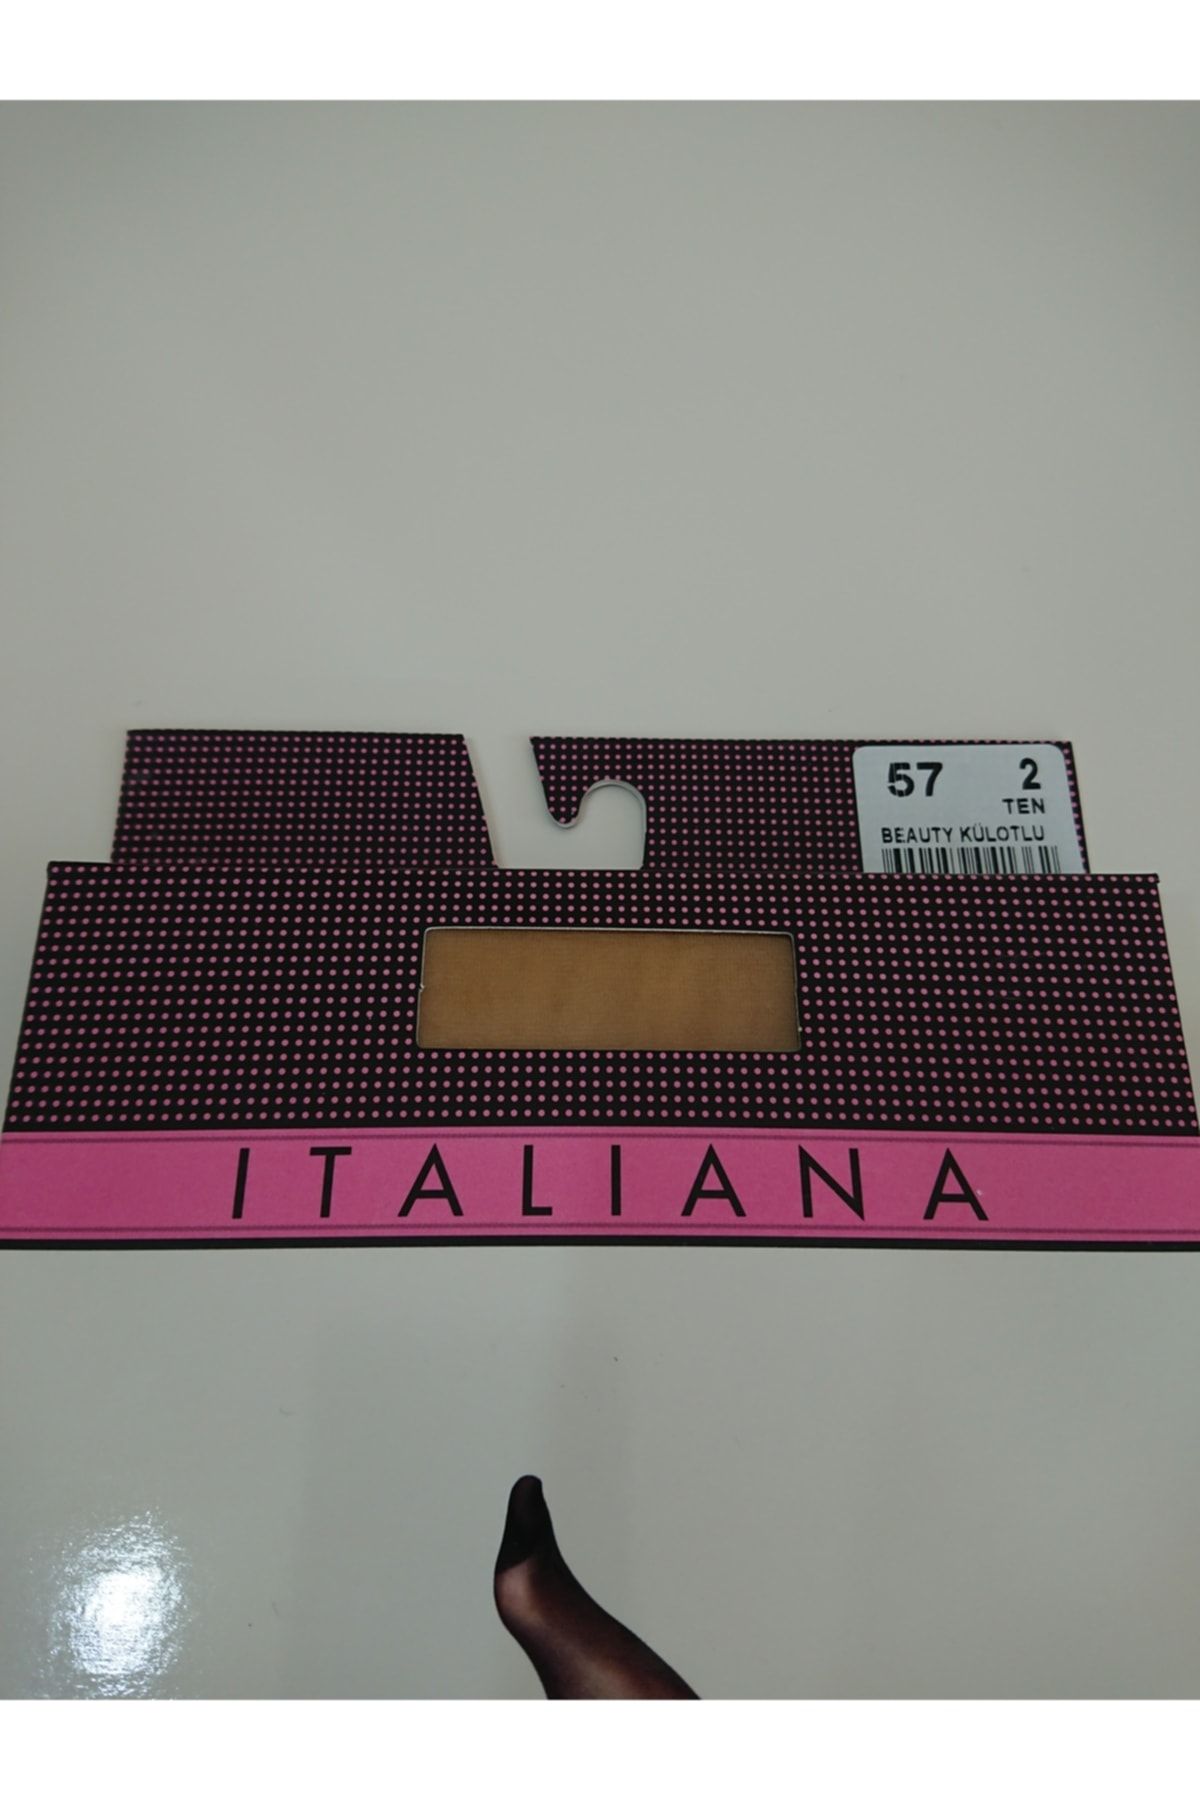 57 2
TEN
BEAUTY KÜLOTLU
ITALIANA